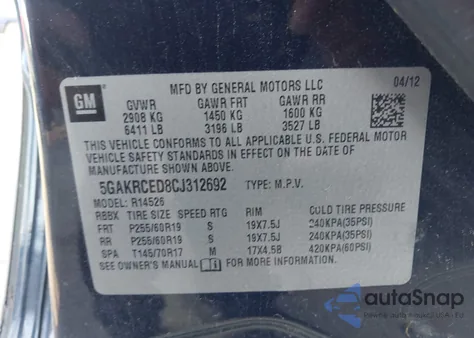 GM
MFD BY GENERAL MOTORS LLC 04/12
GVWR GAWR FRT GAWR RR
2908 KG 1450 KG 1600 KG
6411 LB 3196 LB 3527 LB
THIS VEHICLE CONFORMS TO ALL APPLICABLE U.S. FEDERAL MOTOR
VEHICLE SAFETY, BUMPER, AND THEFT PREVENTION STANDARDS IN
EFFECT ON THE DATE OF MANUFACTURE SHOWN ABOVE.
5GAKRCED8CJ312692 TYPE: M.P.V.
MODEL: R14526
RBBX TIRE SIZE SPEED RTG RIM COLD TIRE PRESSURE
FRT P255/60R19 S 19X7.5J 240KPA(35PSI)
RR P255/60R19 S 19X7.5J 240KPA(35PSI)
SPA T145/70R17 M 17X4.5B 420KPA(60PSI)
SEE OWNER'S MANUAL FOR MORE INFORMATION.
autoSnap